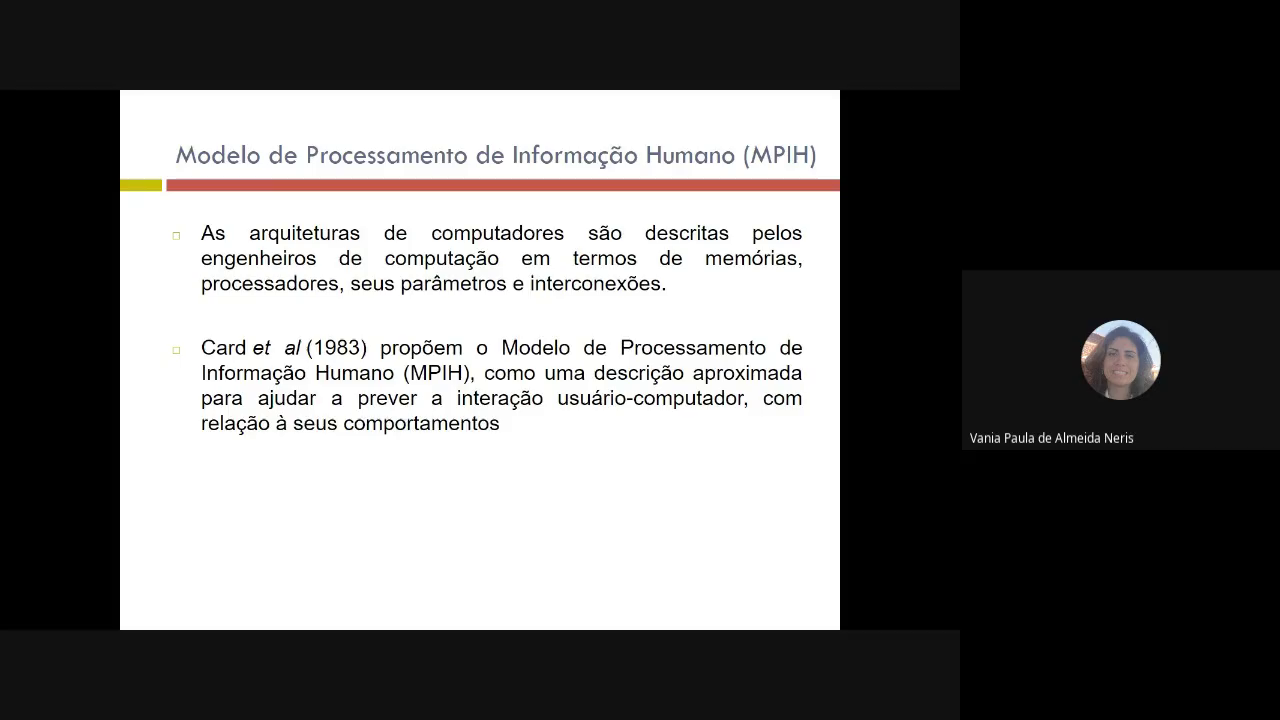 Modelo de Processamento de Informação Humano (MPIH)
As arquiteturas de computadores são descritas pelos
engenheiros de computação em termos de memórias,
processadores, seus parâmetros e interconexões.
Card et al (1983) propõem o Modelo de Processamento de
Informação Humano (MPIH), como uma descrição aproximada
para ajudar a prever a interação usuário-computador, com
relação à seus comportamentos
Vania Paula de Almeida Neris